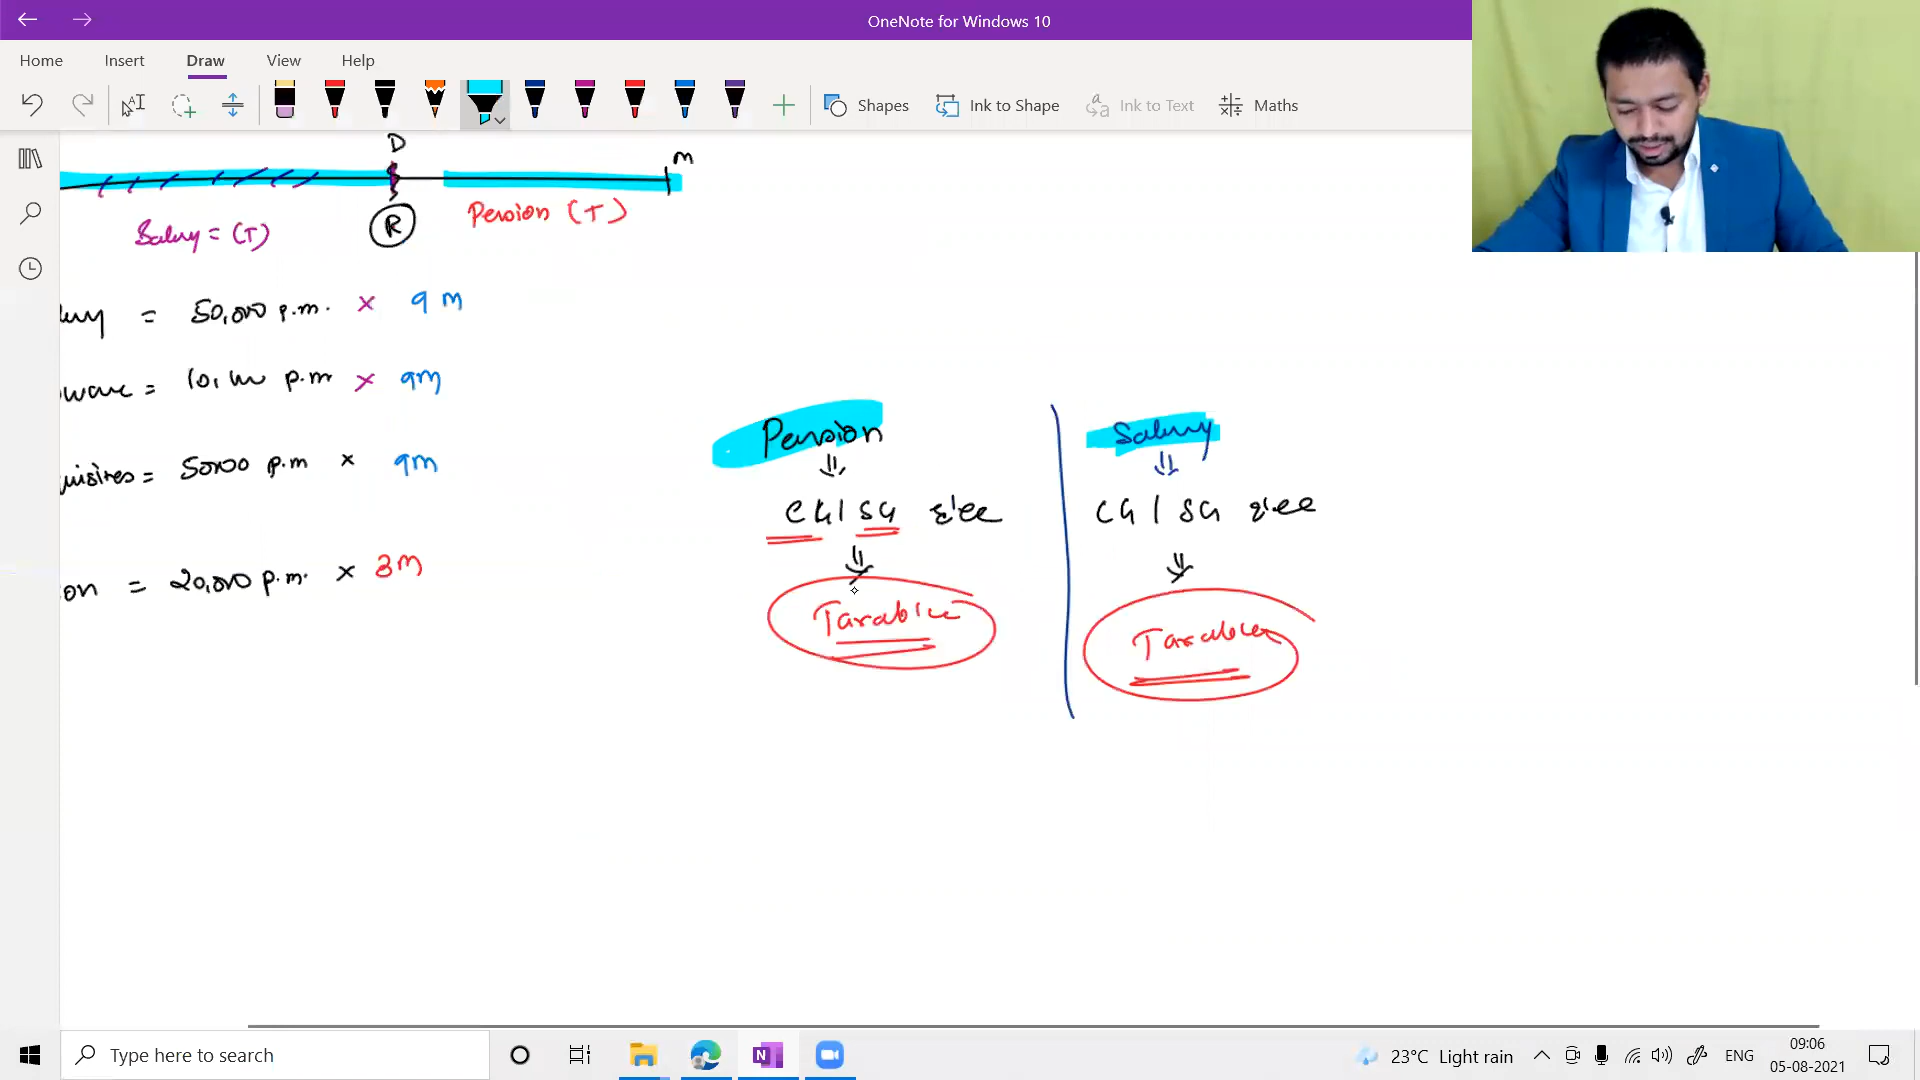 OneNote for Windows 10
Home Insert Draw View Help
Shapes Ink to Shape Ink to Text Maths
D
M
Salary = (T)
R
Pension (T)
= 50,000 p.m. × 9 m
= 10,000 p.m × 9m
= 5000 p.m × 9m
= 20,000 p.m. × 3m
Pension
CG | SG
Taxable
Salary
CG | SG
Taxable
Type here to search
23°C Light rain
ENG
09:06
05-08-2021